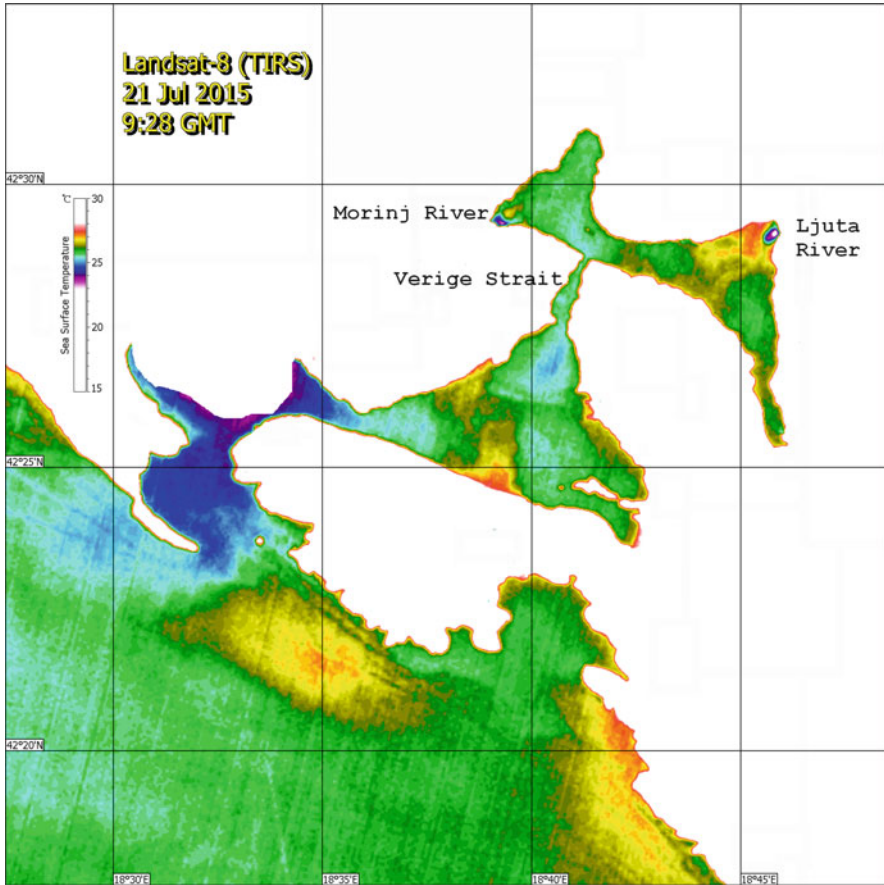 Landsat-8 (TIRS)
21 Jul 2015
9:28 GMT
42°30'N
°C
30
Sea Surface Temperature
25
20
15
Morinj River
Ljuta
River
Verige Strait
42°25'N
42°20'N
18°30'E
18°35'E
18°40'E
18°45'E